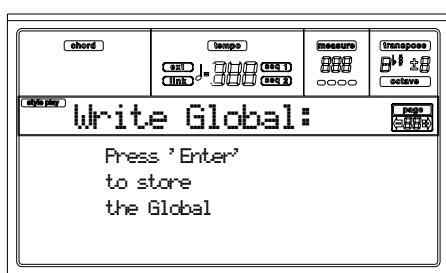 chord tempo measure transpose
ext seq 1
link seq 2
octave
style play Write Global: page
Press 'Enter'
to store
the Global